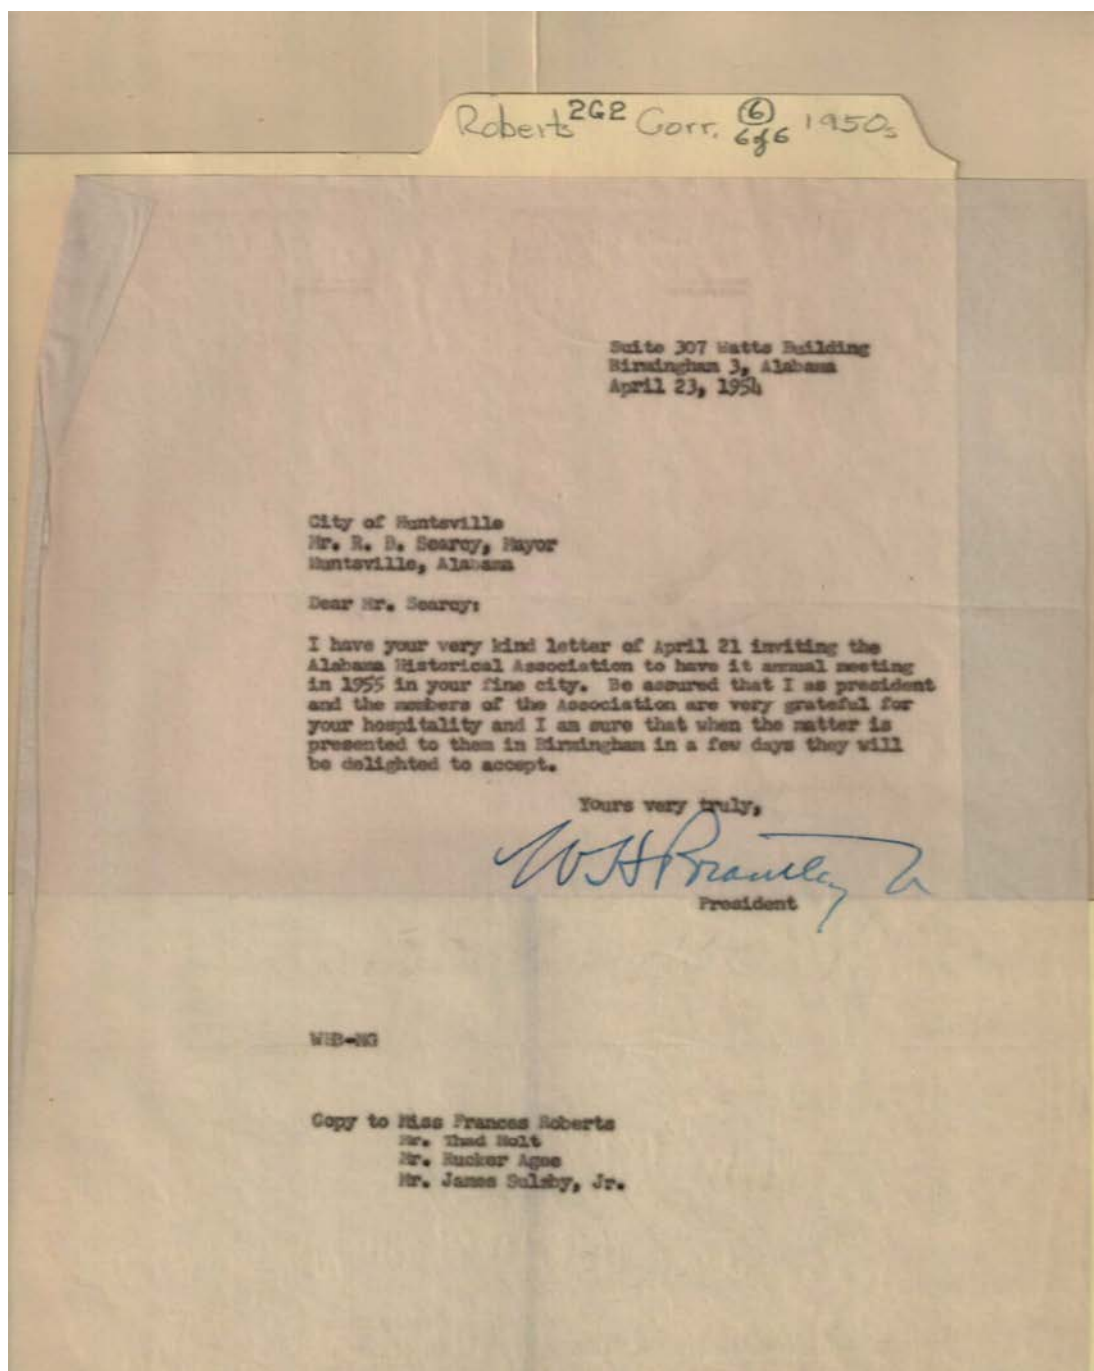 Roberts 2G2 Corr. 6 6 of 6 1950s
Suite 307 Watts Building
Birmingham 3, Alabama
April 23, 1954
City of Huntsville
Mr. R. B. Searcy, Mayor
Huntsville, Alabama
Dear Mr. Searcy:
I have your very kind letter of April 21 inviting the
Alabama Historical Association to have it annual meeting
in 1955 in your fine city. Be assured that I as president
and the members of the Association are very grateful for
your hospitality and I am sure that when the matter is
presented to them in Birmingham in a few days they will
be delighted to accept.
Yours very truly,
WH Brantley Jr
President
WHB-NG
Copy to Miss Frances Roberts
Mr. Thad Holt
Mr. Rucker Agee
Mr. James Sulzby, Jr.